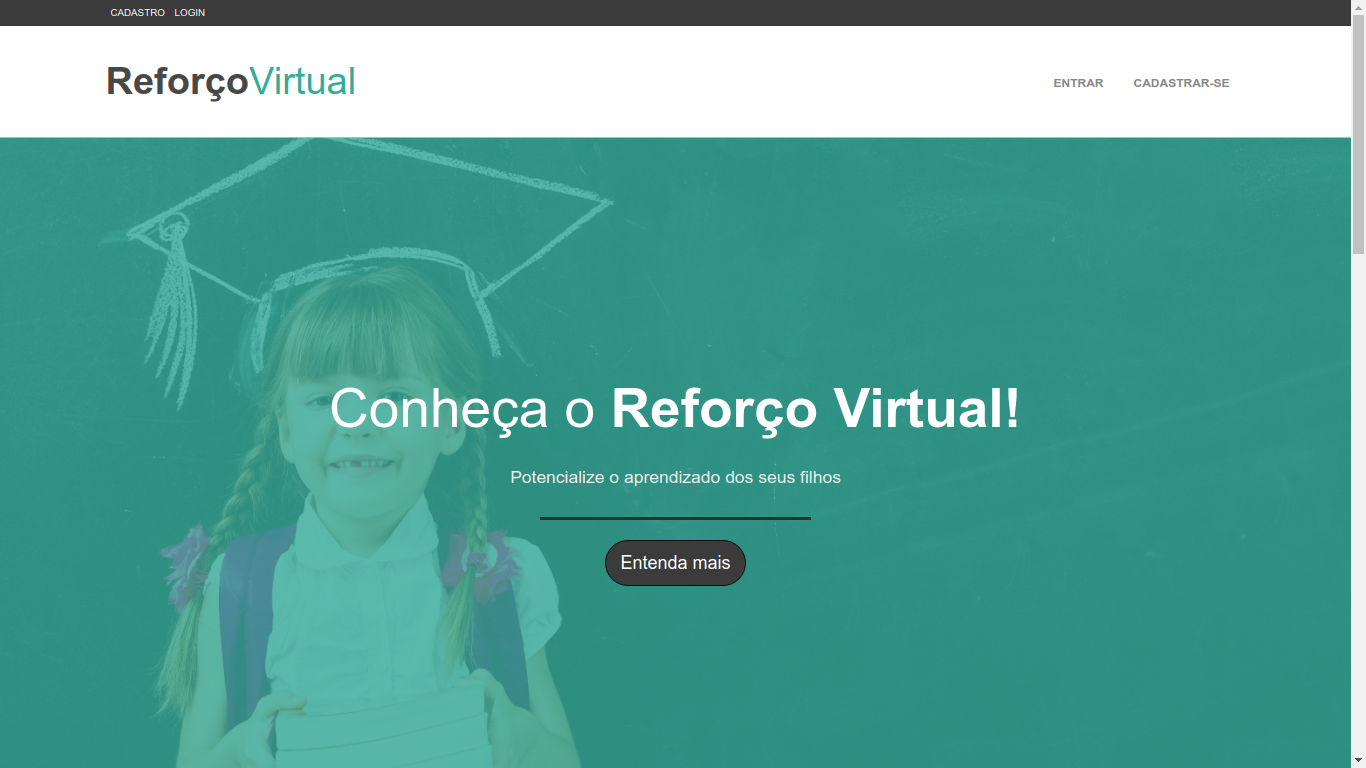 CADASTRO LOGIN
ReforçoVirtual
ENTRAR CADASTRAR-SE
Conheça o Reforço Virtual!
Potencialize o aprendizado dos seus filhos
Entenda mais